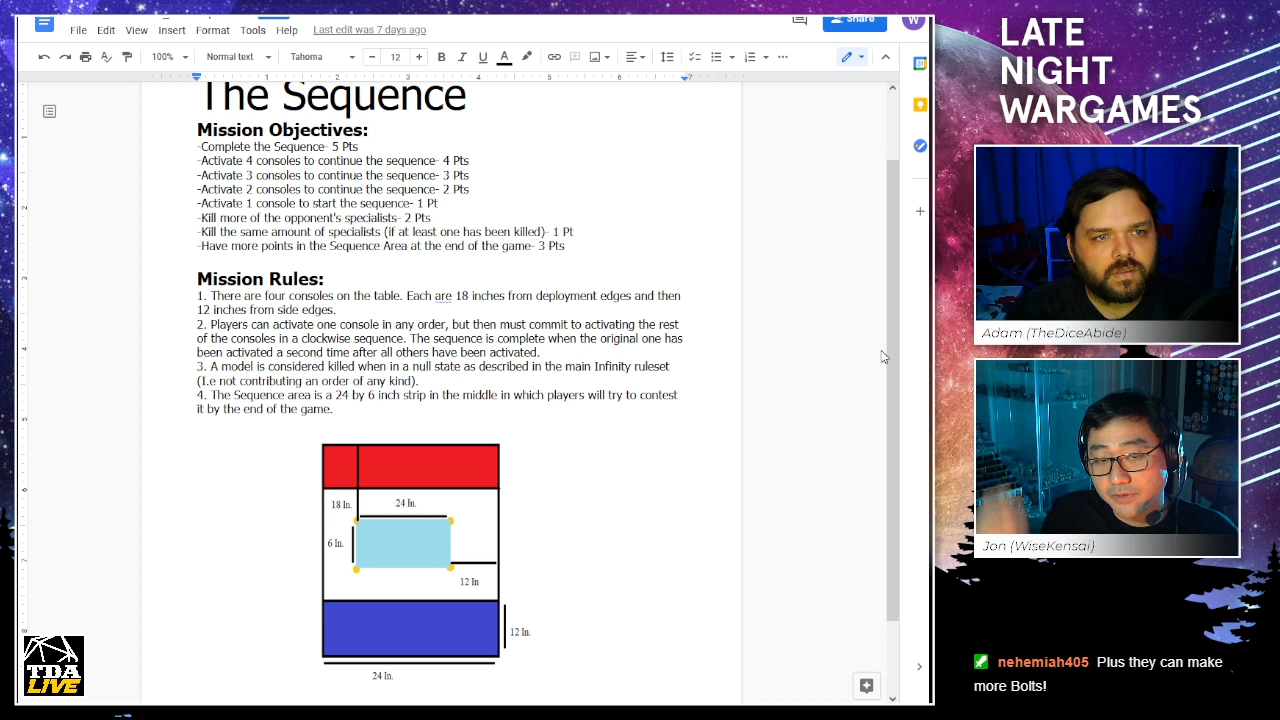 File Edit View Insert Format Tools Help Last edit was 7 days ago
Share
W
100% Normal text Tahoma 12 B I U A
1 2 3 4 5 6 7
The Sequence
Mission Objectives:
-Complete the Sequence- 5 Pts
-Activate 4 consoles to continue the sequence- 4 Pts
-Activate 3 consoles to continue the sequence- 3 Pts
-Activate 2 consoles to continue the sequence- 2 Pts
-Activate 1 console to start the sequence- 1 Pt
-Kill more of the opponent's specialists- 2 Pts
-Kill the same amount of specialists (if at least one has been killed)- 1 Pt
-Have more points in the Sequence Area at the end of the game- 3 Pts
Mission Rules:
1. There are four consoles on the table. Each are 18 inches from deployment edges and then
12 inches from side edges.
2. Players can activate one console in any order, but then must commit to activating the rest
of the consoles in a clockwise sequence. The sequence is complete when the original one has
been activated a second time after all others have been activated.
3. A model is considered killed when in a null state as described in the main Infinity ruleset
(I.e not contributing an order of any kind).
4. The Sequence area is a 24 by 6 inch strip in the middle in which players will try to contest
it by the end of the game.
18 In.
24 In.
6 In.
12 In
12 In.
24 In.
LATE
NIGHT
WARGAMES
Adam (TheDiceAbide)
Jon (WiseKensai)
nehemiah405 Plus they can make
more Bolts!
TDA
LIVE